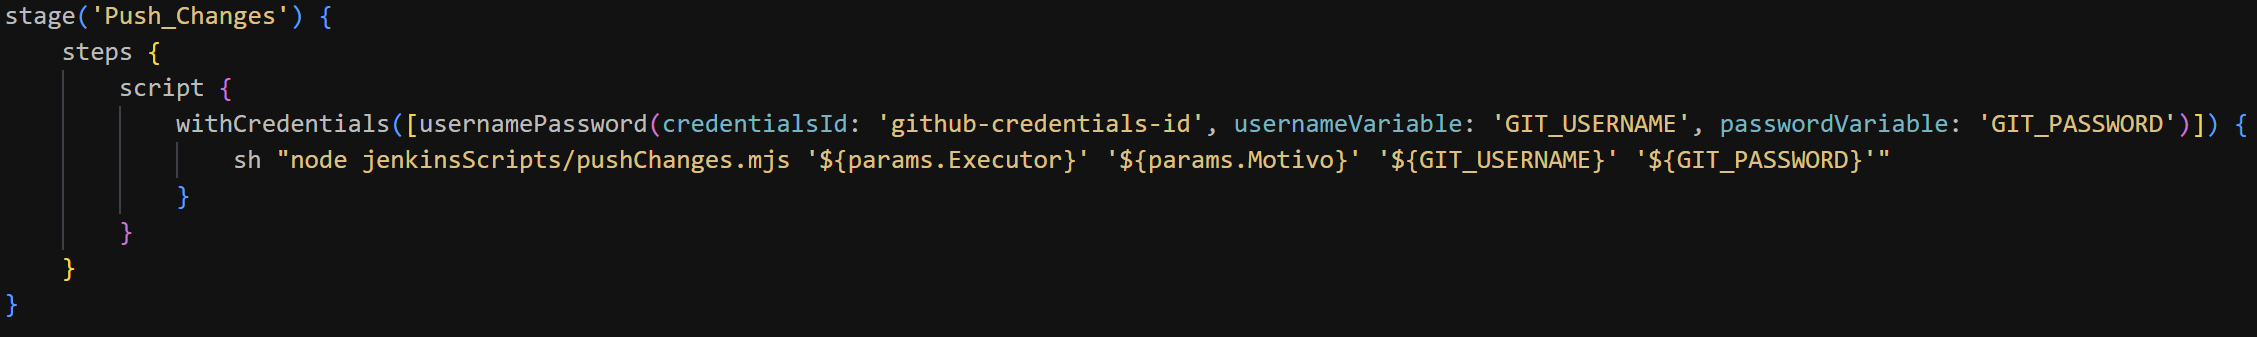 stage('Push_Changes') {
    steps {
        script {
            withCredentials([usernamePassword(credentialsId: 'github-credentials-id', usernameVariable: 'GIT_USERNAME', passwordVariable: 'GIT_PASSWORD')]) {
                sh "node jenkinsScripts/pushChanges.mjs '${params.Executor}' '${params.Motivo}' '${GIT_USERNAME}' '${GIT_PASSWORD}'"
            }
        }
    }
}